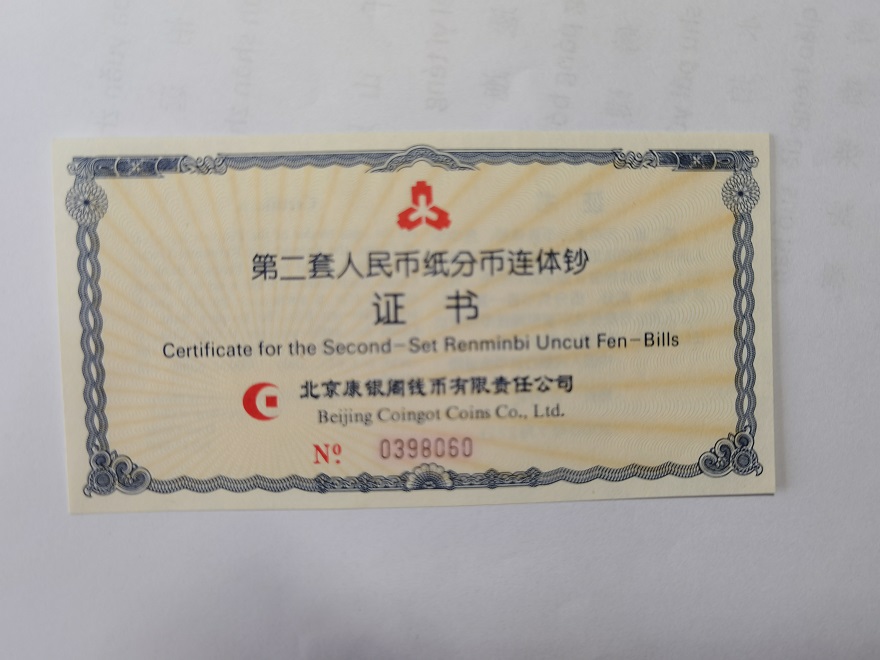 第二套人民币纸分币连体钞
证 书
Certificate for the Second-Set Renminbi Uncut Fen-Bills
北京康银阁钱币有限责任公司
Beijing Coingot Coins Co., Ltd.
Nº 0398060